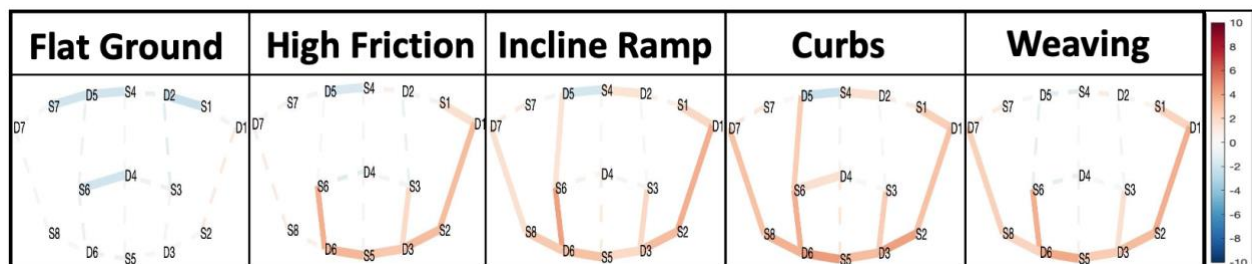 Flat Ground
High Friction
Incline Ramp
Curbs
Weaving
S7 D5 S4 D2 S1
D7 D1
S6 D4 S3
S8 D6 S5 D3 S2
S7 D5 S4 D2 S1
D7 D1
S6 D4 S3
S8 D6 S5 D3 S2
S7 D5 S4 D2 S1
D7 D1
S6 D4 S3
S8 D6 S5 D3 S2
S7 D5 S4 D2 S1
D7 D1
S6 D4 S3
S8 D6 S5 D3 S2
S7 D5 S4 D2 S1
D7 D1
S6 D4 S3
S8 D6 S5 D3 S2
10
8
6
4
2
0
-2
-4
-6
-8
-10